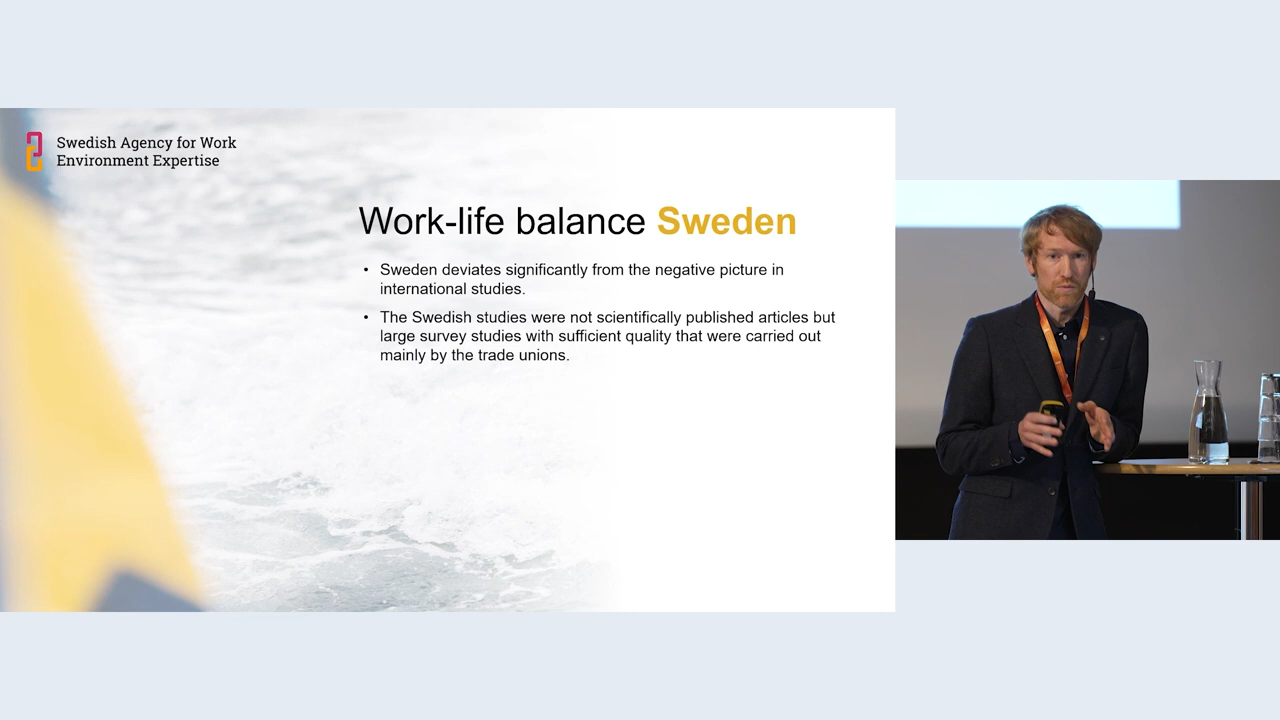 Swedish Agency for Work
Environment Expertise
Work-life balance Sweden
• Sweden deviates significantly from the negative picture in
international studies.
• The Swedish studies were not scientifically published articles but
large survey studies with sufficient quality that were carried out
mainly by the trade unions.